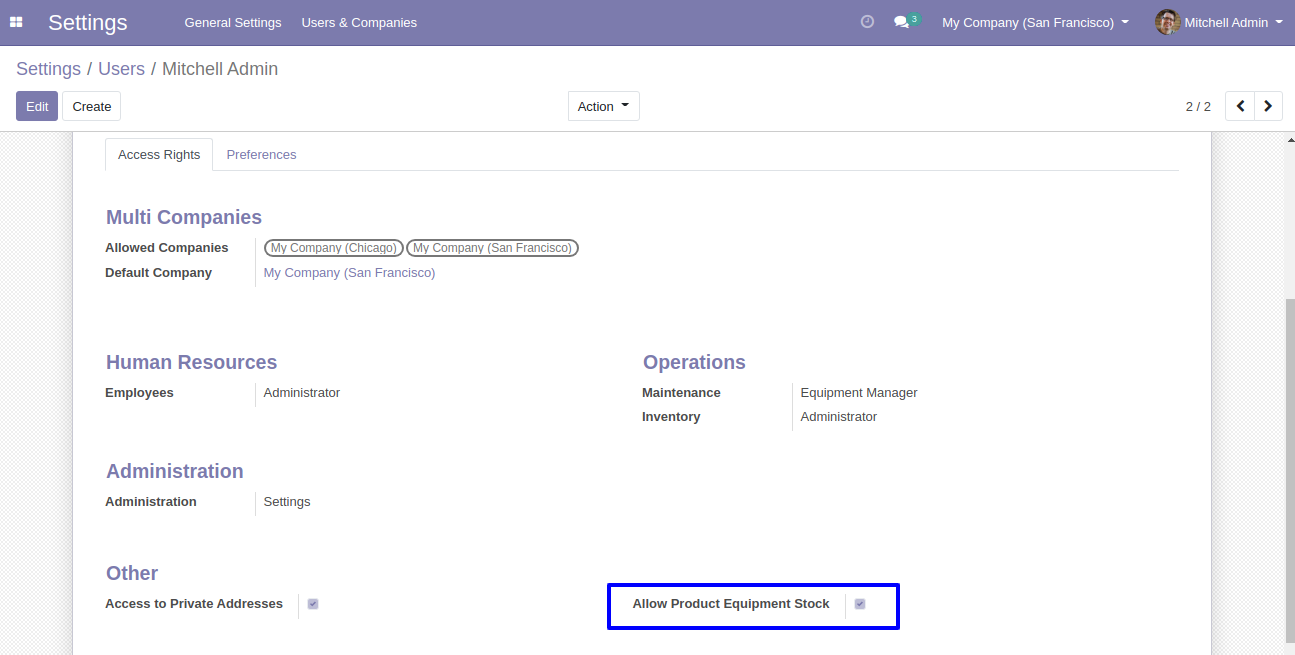 Settings General Settings Users & Companies 3 My Company (San Francisco) Mitchell Admin
Settings / Users / Mitchell Admin
Edit Create Action 2 / 2
Access Rights Preferences
Multi Companies
Allowed Companies My Company (Chicago) My Company (San Francisco)
Default Company My Company (San Francisco)
Human Resources Operations
Employees Administrator Maintenance Equipment Manager
Inventory Administrator
Administration
Administration Settings
Other
Access to Private Addresses Allow Product Equipment Stock